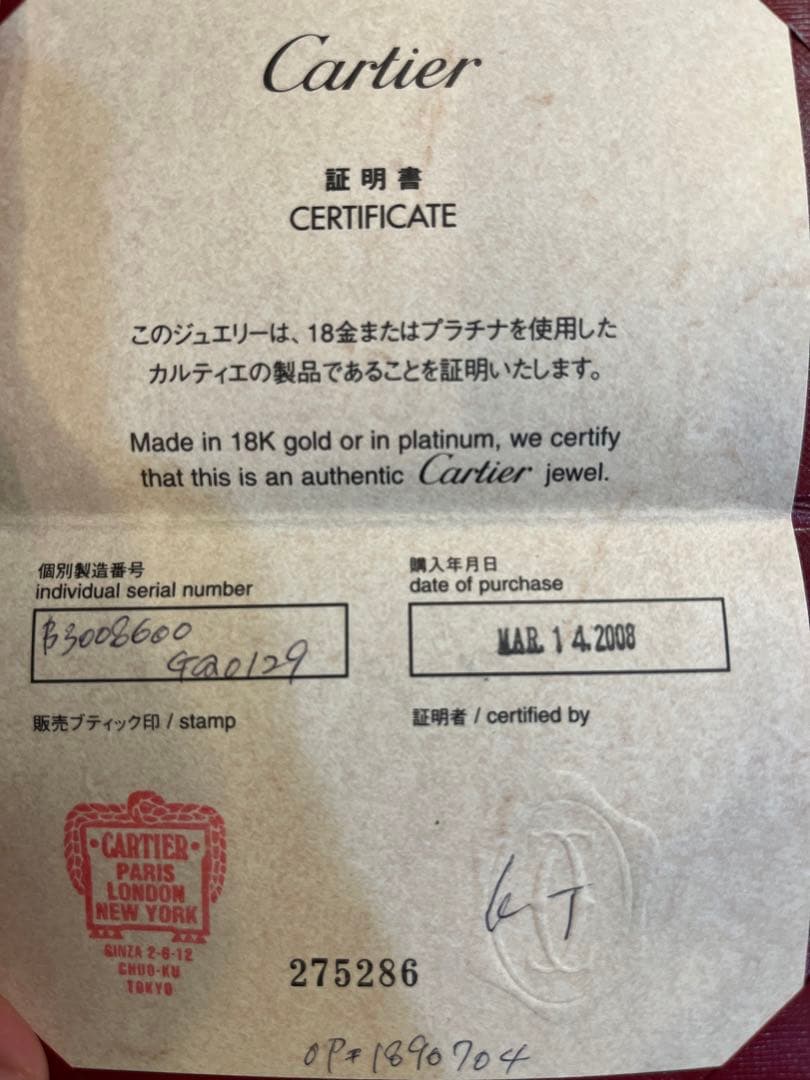 Cartier
証明書
CERTIFICATE
このジュエリーは、18金またはプラチナを使用した
カルティエの製品であることを証明いたします。
Made in 18K gold or in platinum, we certify
that this is an authentic Cartier jewel.
個別製造番号
individual serial number
B3008600
GQ0129
購入年月日
date of purchase
MAR. 14.2008
販売ブティック印 / stamp
証明者 / certified by
·CARTIER·
PARIS
LONDON
NEW YORK
GINZA 2-6-12
CHUO-KU
TOKYO
275286
OP# 1890704